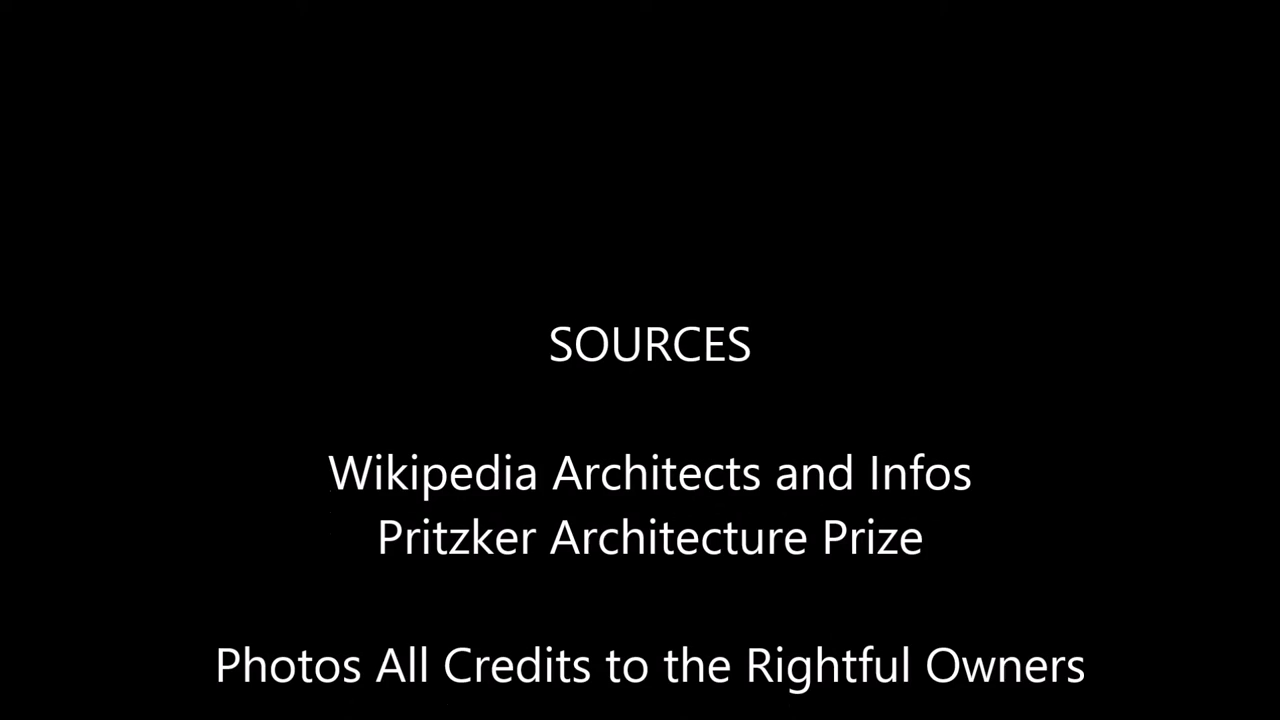 SOURCES
Wikipedia Architects and Infos
Pritzker Architecture Prize
Photos All Credits to the Rightful Owners